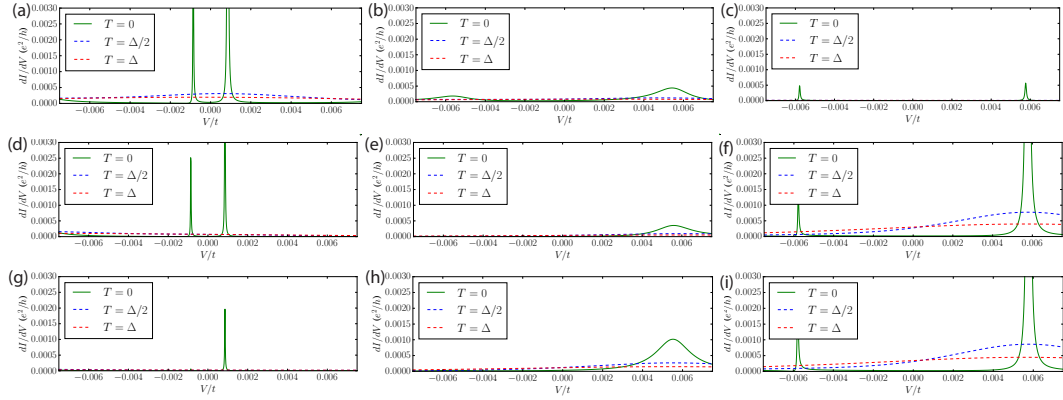 (a)
dI/dV (e²/h)
0.0030
0.0025
0.0020
0.0015
0.0010
0.0005
0.0000
T = 0
T = Δ/2
T = Δ
−0.006 −0.004 −0.002 0.000 0.002 0.004 0.006
V/t
(b)
dI/dV (e²/h)
0.0030
0.0025
0.0020
0.0015
0.0010
0.0005
0.0000
T = 0
T = Δ/2
T = Δ
−0.006 −0.004 −0.002 0.000 0.002 0.004 0.006
V/t
(c)
dI/dV (e²/h)
0.0030
0.0025
0.0020
0.0015
0.0010
0.0005
0.0000
T = 0
T = Δ/2
T = Δ
−0.006 −0.004 −0.002 0.000 0.002 0.004 0.006
V/t
(d)
dI/dV (e²/h)
0.0030
0.0025
0.0020
0.0015
0.0010
0.0005
0.0000
T = 0
T = Δ/2
T = Δ
−0.006 −0.004 −0.002 0.000 0.002 0.004 0.006
V/t
(e)
dI/dV (e²/h)
0.0030
0.0025
0.0020
0.0015
0.0010
0.0005
0.0000
T = 0
T = Δ/2
T = Δ
−0.006 −0.004 −0.002 0.000 0.002 0.004 0.006
V/t
(f)
dI/dV (e²/h)
0.0030
0.0025
0.0020
0.0015
0.0010
0.0005
0.0000
T = 0
T = Δ/2
T = Δ
−0.006 −0.004 −0.002 0.000 0.002 0.004 0.006
V/t
(g)
dI/dV (e²/h)
0.0030
0.0025
0.0020
0.0015
0.0010
0.0005
0.0000
T = 0
T = Δ/2
T = Δ
−0.006 −0.004 −0.002 0.000 0.002 0.004 0.006
V/t
(h)
dI/dV (e²/h)
0.0030
0.0025
0.0020
0.0015
0.0010
0.0005
0.0000
T = 0
T = Δ/2
T = Δ
−0.006 −0.004 −0.002 0.000 0.002 0.004 0.006
V/t
(i)
dI/dV (e²/h)
0.0030
0.0025
0.0020
0.0015
0.0010
0.0005
0.0000
T = 0
T = Δ/2
T = Δ
−0.006 −0.004 −0.002 0.000 0.002 0.004 0.006
V/t